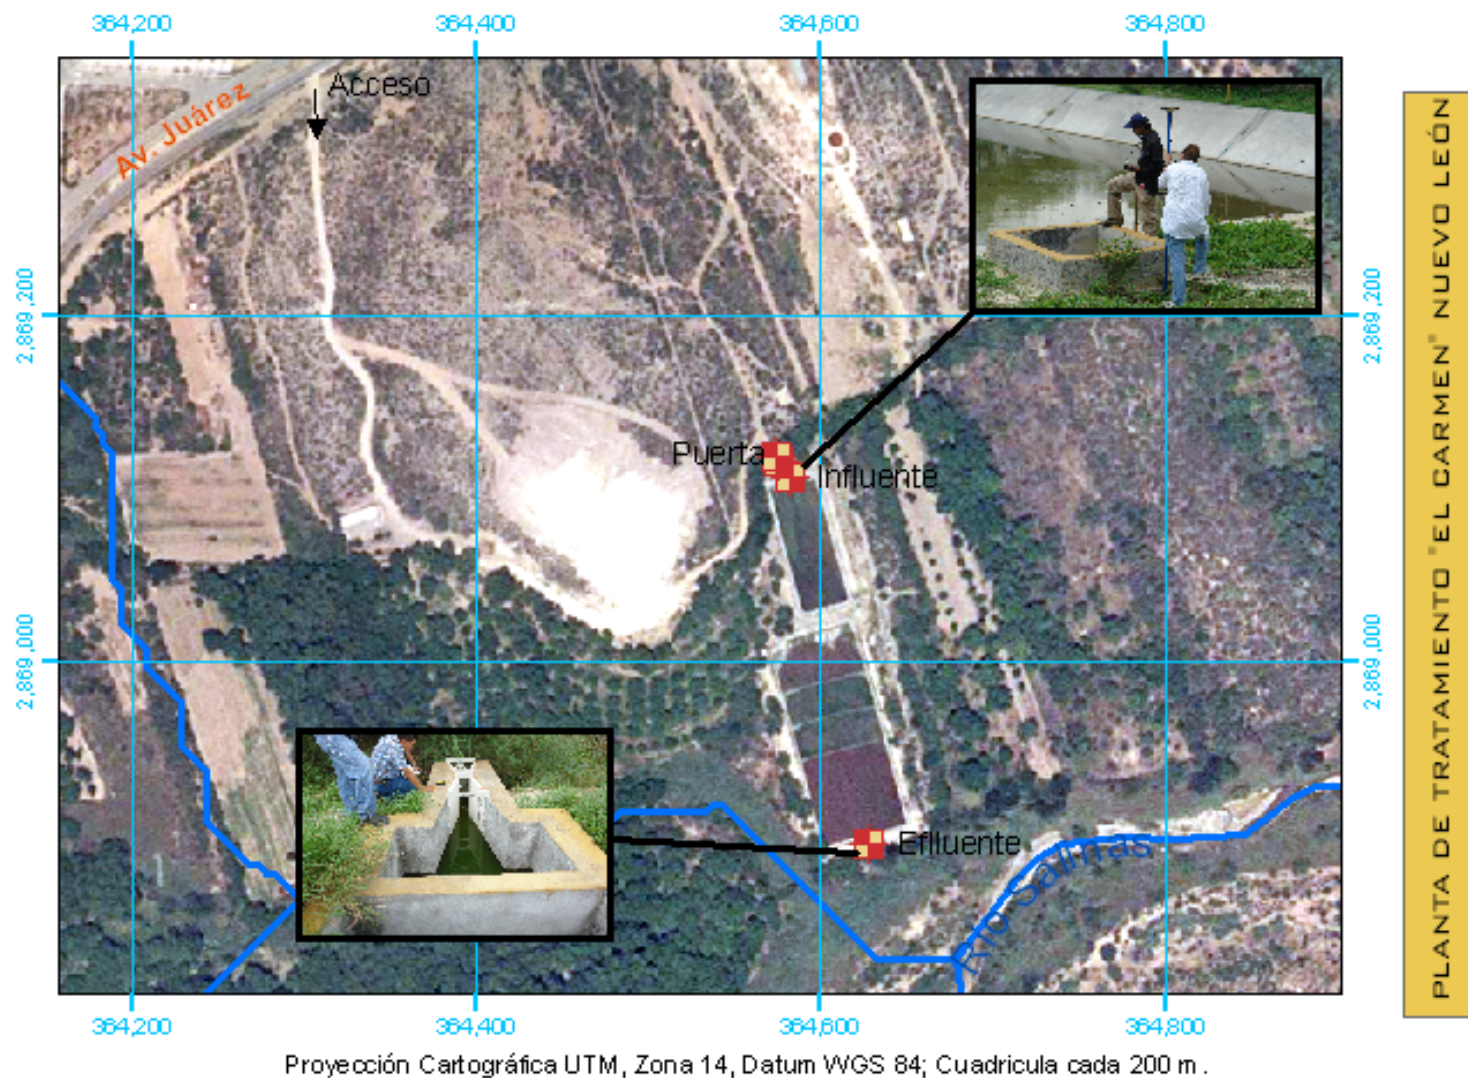 364,200
364,400
364,600
364,800
Acceso
Av. Juárez
2,869,200
2,869,200
Puerta
Influente
2,869,000
2,869,000
Eflluente
Río Salinas
364,200
364,400
364,600
364,800
Proyección Cartográfica UTM, Zona 14, Datum WGS 84; Cuadricula cada 200 m.
PLANTA DE TRATAMIENTO "EL CARMEN" NUEVO LEÓN